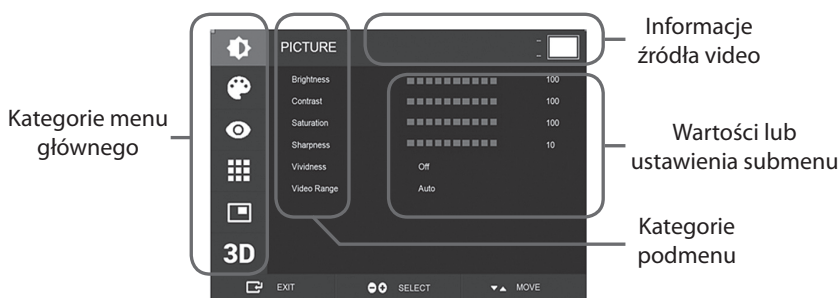 Informacje
źródła video
Kategorie menu
głównego
PICTURE
Brightness 100
Contrast 100
Saturation 100
Sharpness 10
Vividness Off
Video Range Auto
3D
EXIT SELECT MOVE
Wartości lub
ustawienia submenu
Kategorie
podmenu